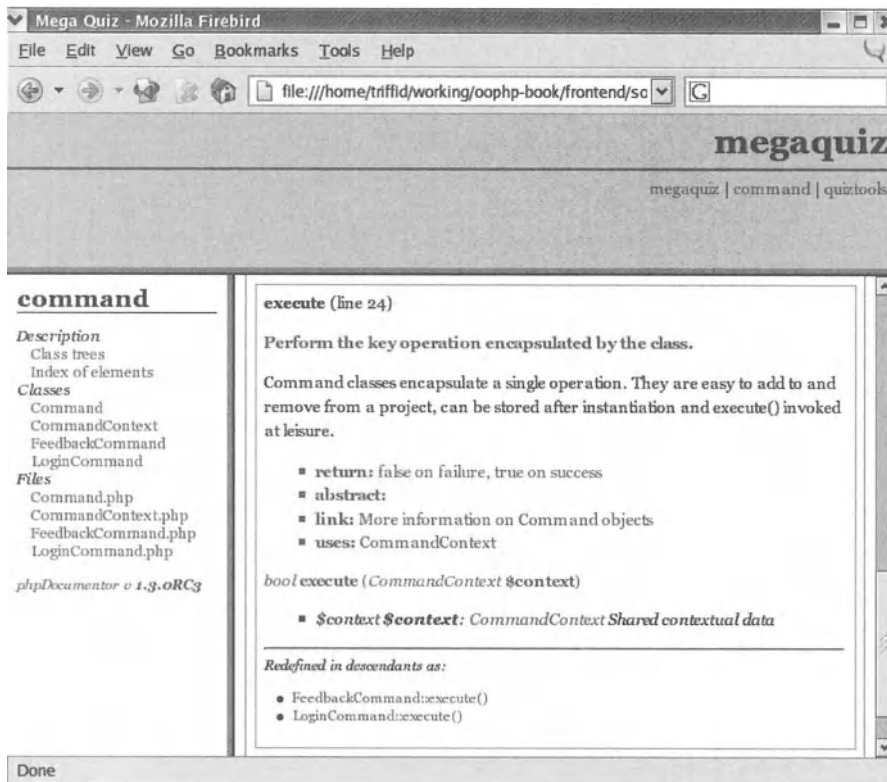 Mega Quiz - Mozilla Firebird
File Edit View Go Bookmarks Tools Help
file:///home/triffid/working/oophp-book/frontend/so
G
megaquiz
megaquiz | command | quiztools
command
Description
Class trees
Index of elements
Classes
Command
CommandContext
FeedbackCommand
LoginCommand
Files
Command.php
CommandContext.php
FeedbackCommand.php
LoginCommand.php
phpDocumentor v 1.3.0RC3
execute (line 24)
Perform the key operation encapsulated by the class.
Command classes encapsulate a single operation. They are easy to add to and
remove from a project, can be stored after instantiation and execute() invoked
at leisure.
return: false on failure, true on success
abstract:
link: More information on Command objects
uses: CommandContext
bool execute (CommandContext $context)
$context $context: CommandContext Shared contextual data
Redefined in descendants as:
FeedbackCommand::execute()
LoginCommand::execute()
Done